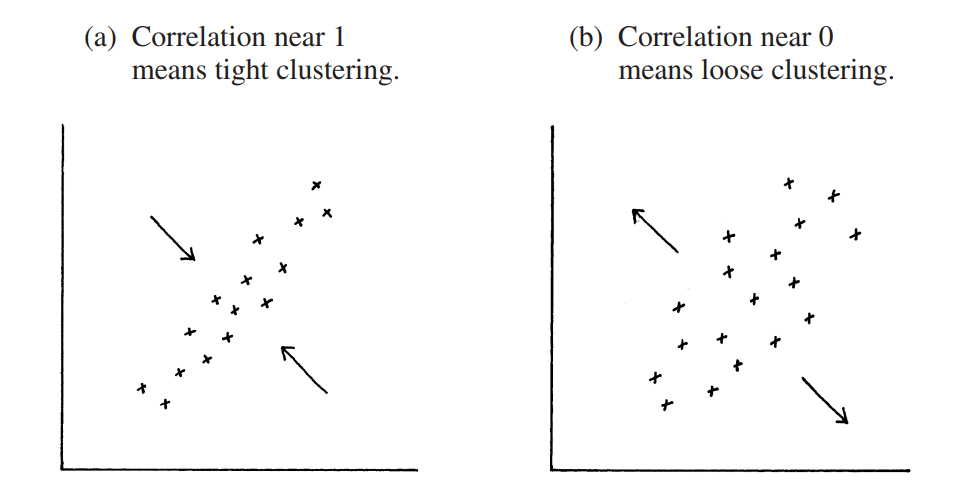 (a) Correlation near 1
means tight clustering.
(b) Correlation near 0
means loose clustering.